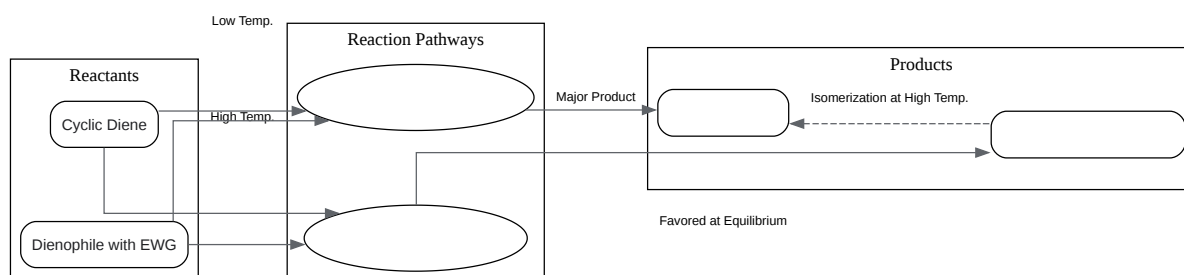 Low Temp.
Reaction Pathways
Reactants
Products
Cyclic Diene
High Temp.
Major Product
Isomerization at High Temp.
Favored at Equilibrium
Dienophile with EWG